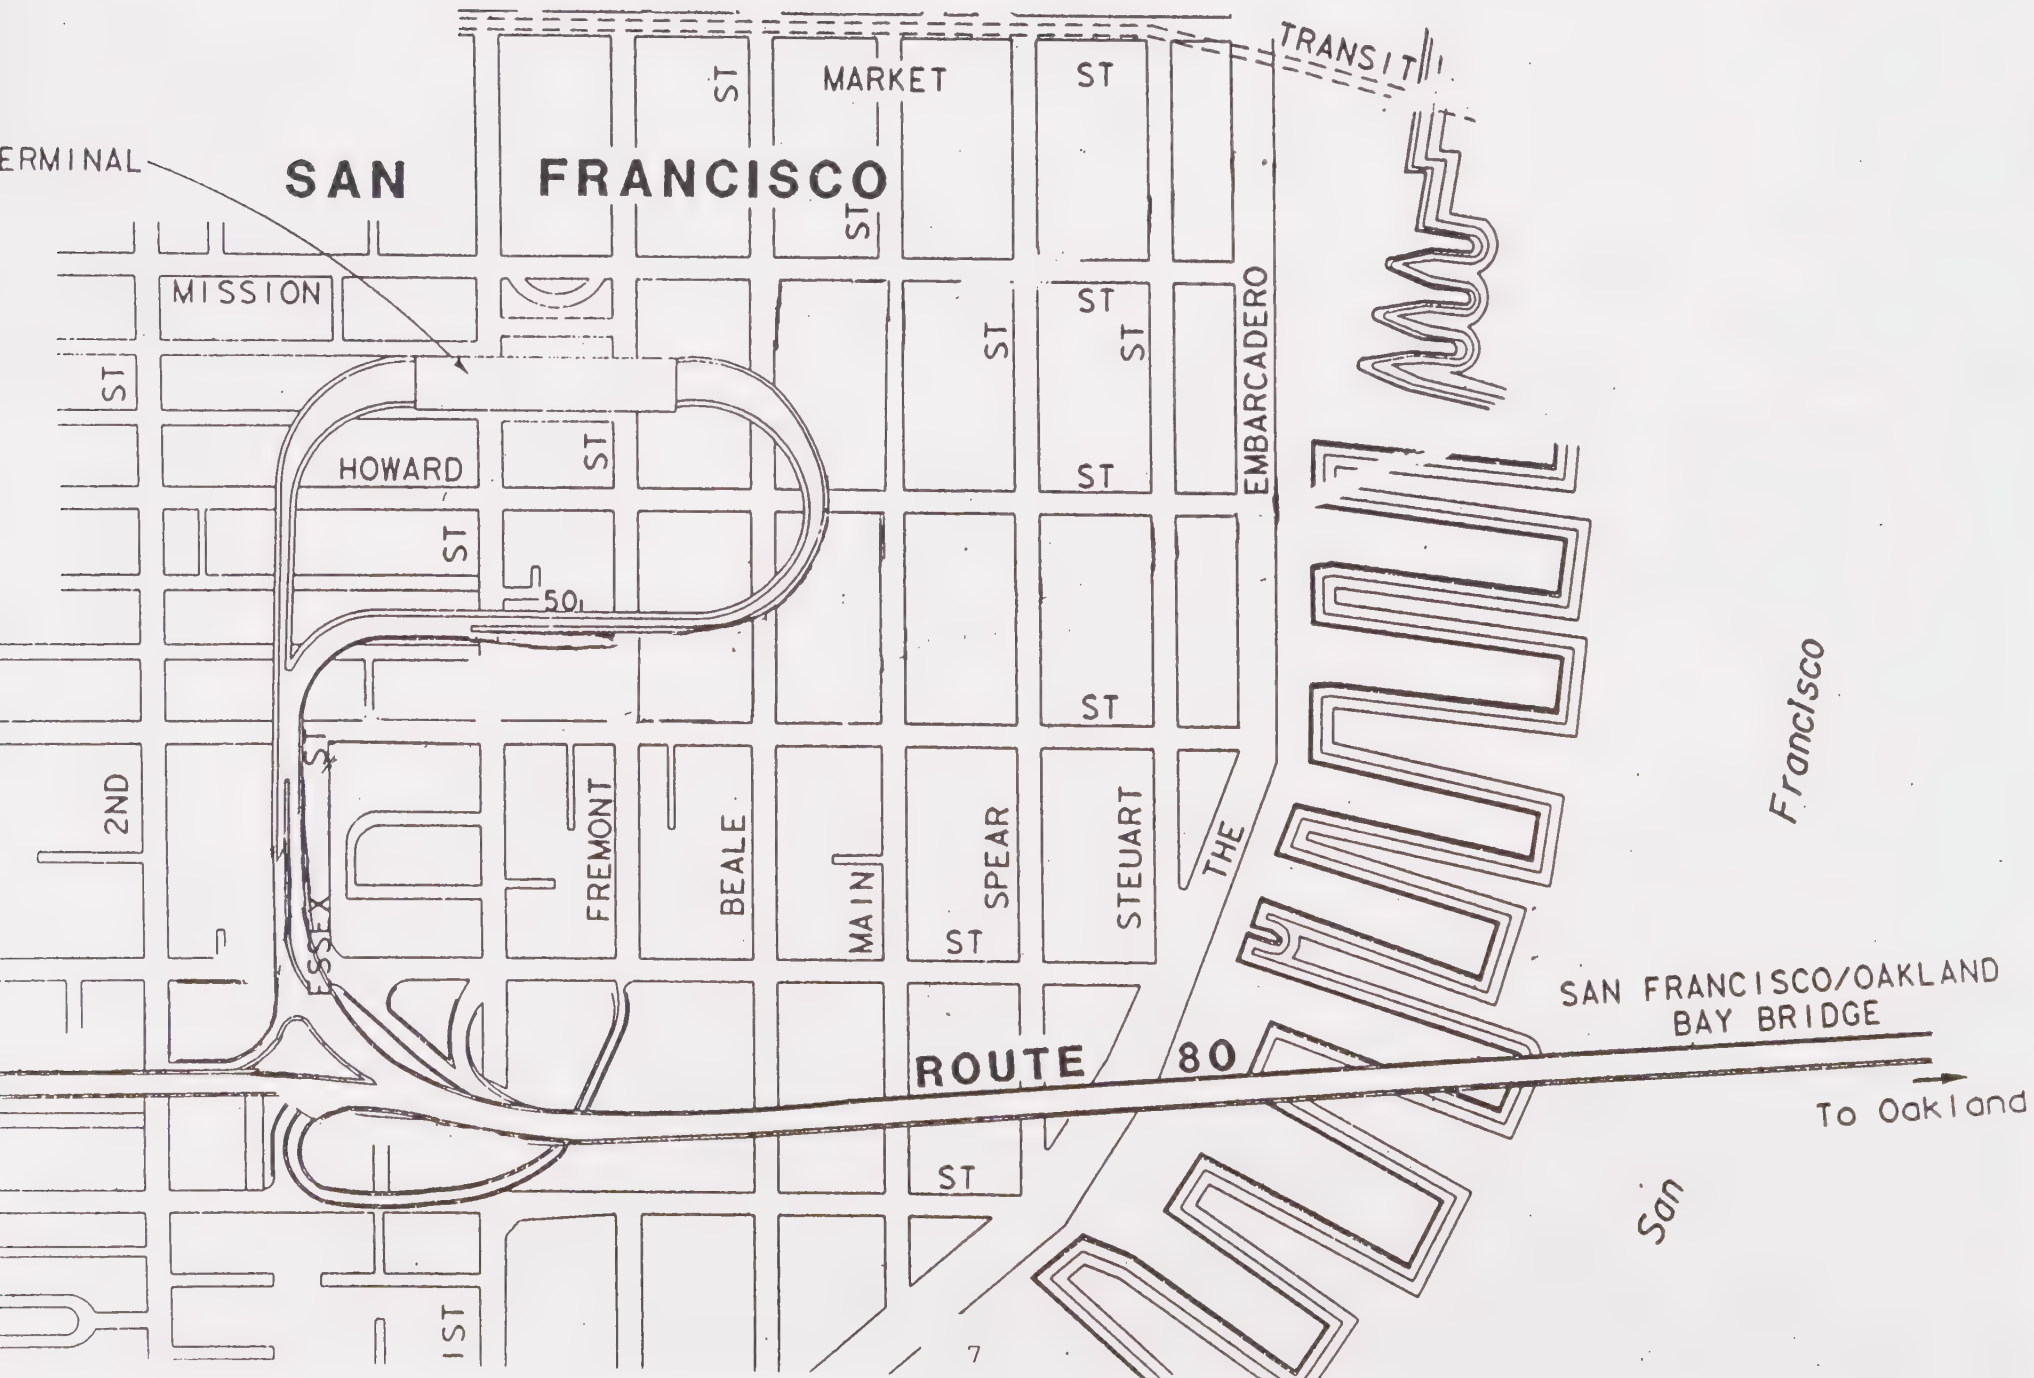 TRANSIT
MARKET ST
ST
ERMINAL
SAN FRANCISCO
ST
MISSION ST
ST
ST
ST
EMBARCADERO
HOWARD ST
ST
ST
50
ST
ST
ST
2ND
FREMONT
BEALE
MAIN
SPEAR
STEUART
THE
ESSEX
ST
Francisco
SAN FRANCISCO/OAKLAND
BAY BRIDGE
ROUTE 80
To Oakland
ST
San
1ST
7